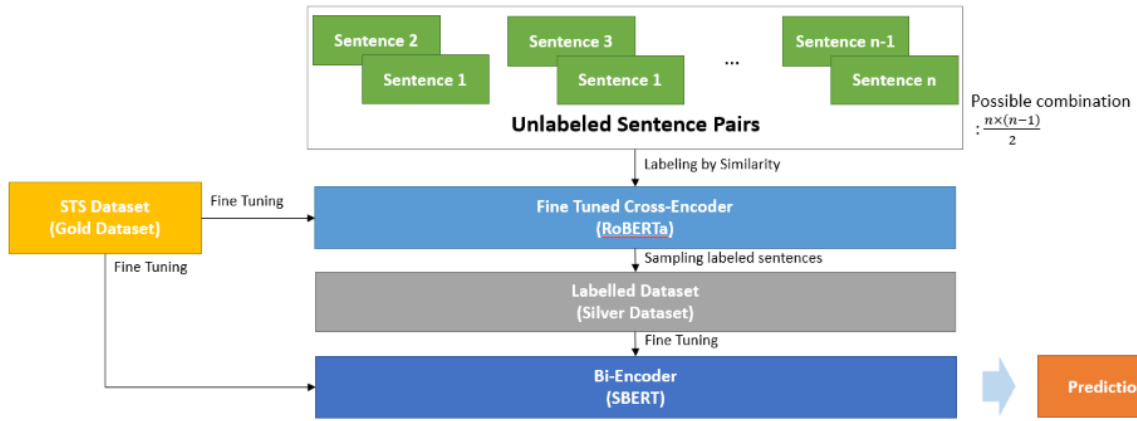 Sentence 2
Sentence 1
Sentence 3
Sentence 1
...
Sentence n-1
Sentence n
Unlabeled Sentence Pairs
Possible combination
: n×(n−1)/2
Labeling by Similarity
STS Dataset
(Gold Dataset)
Fine Tuning
Fine Tuned Cross-Encoder
(RoBERTa)
Fine Tuning
Sampling labeled sentences
Labelled Dataset
(Silver Dataset)
Fine Tuning
Bi-Encoder
(SBERT)
Predictio